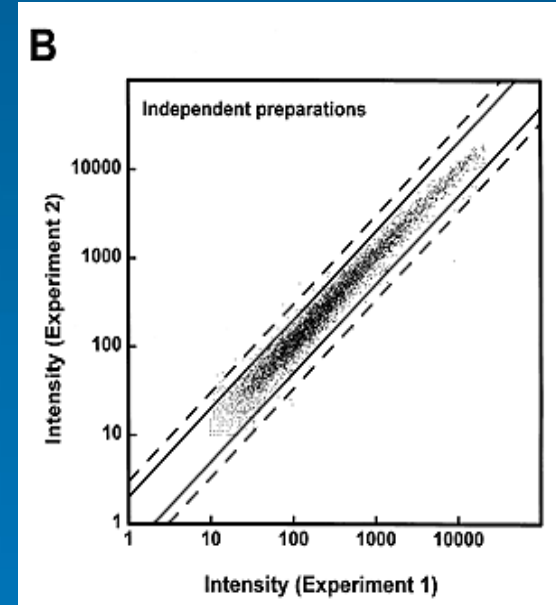 B
Independent preparations
Intensity (Experiment 2)
10000
1000
100
10
1
1
10
100
1000
10000
Intensity (Experiment 1)